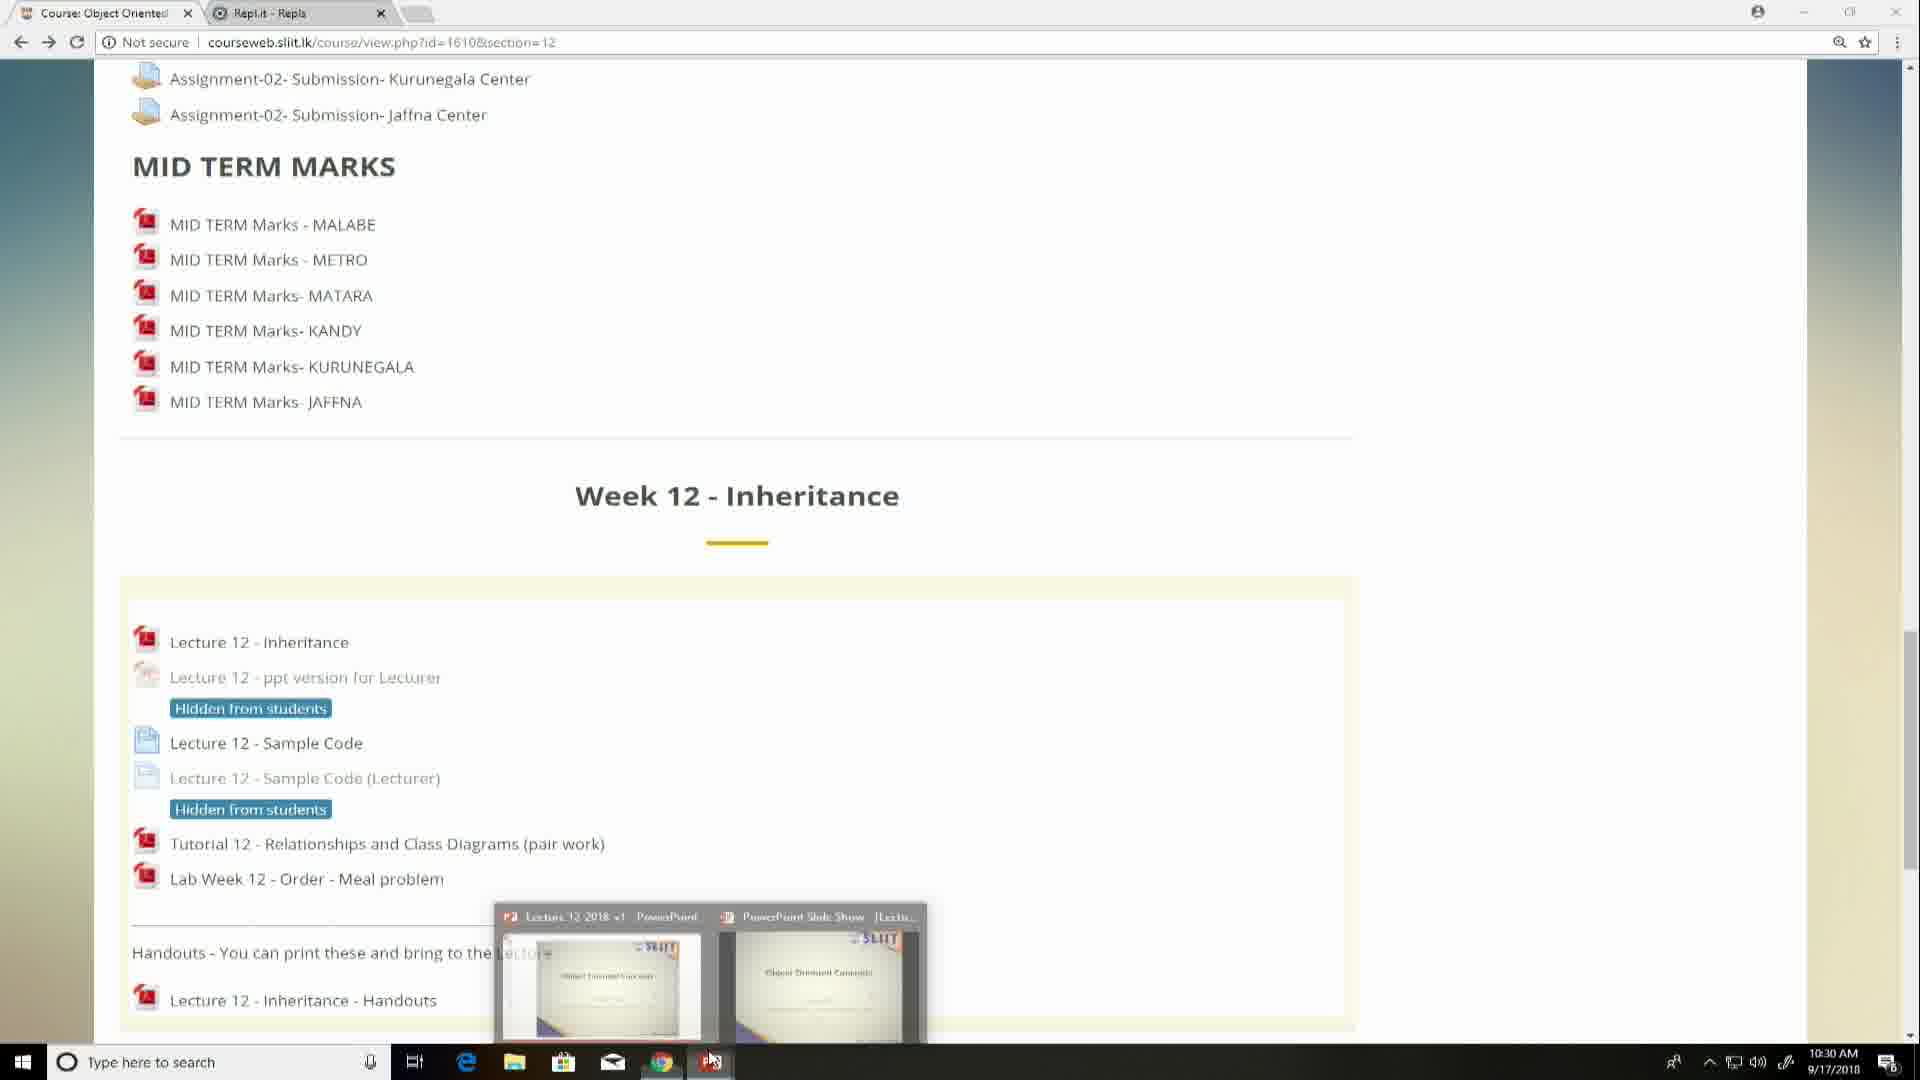 Course: Object Oriented
Repl.it - Repls
Not secure
courseweb.sliit.lk/course/view.php?id=1610&section=12
Assignment-02- Submission- Kurunegala Center
Assignment-02- Submission- Jaffna Center
MID TERM MARKS
MID TERM Marks - MALABE
MID TERM Marks - METRO
MID TERM Marks- MATARA
MID TERM Marks- KANDY
MID TERM Marks- KURUNEGALA
MID TERM Marks- JAFFNA
Week 12 - Inheritance
Lecture 12 - Inheritance
Lecture 12 - ppt version for Lecturer
Hidden from students
Lecture 12 - Sample Code
Lecture 12 - Sample Code (Lecturer)
Hidden from students
Tutorial 12 - Relationships and Class Diagrams (pair work)
Lab Week 12 - Order - Meal problem
Lecture 12 2018 v1 - PowerPoint
PowerPoint Slide Show - [Lectu...
SLIIT
SLIIT
Handouts - You can print these and bring to the Lecture
Object Oriented Concepts
Object Oriented Concepts
Lecture 12 - Inheritance - Handouts
Type here to search
10:30 AM
9/17/2018